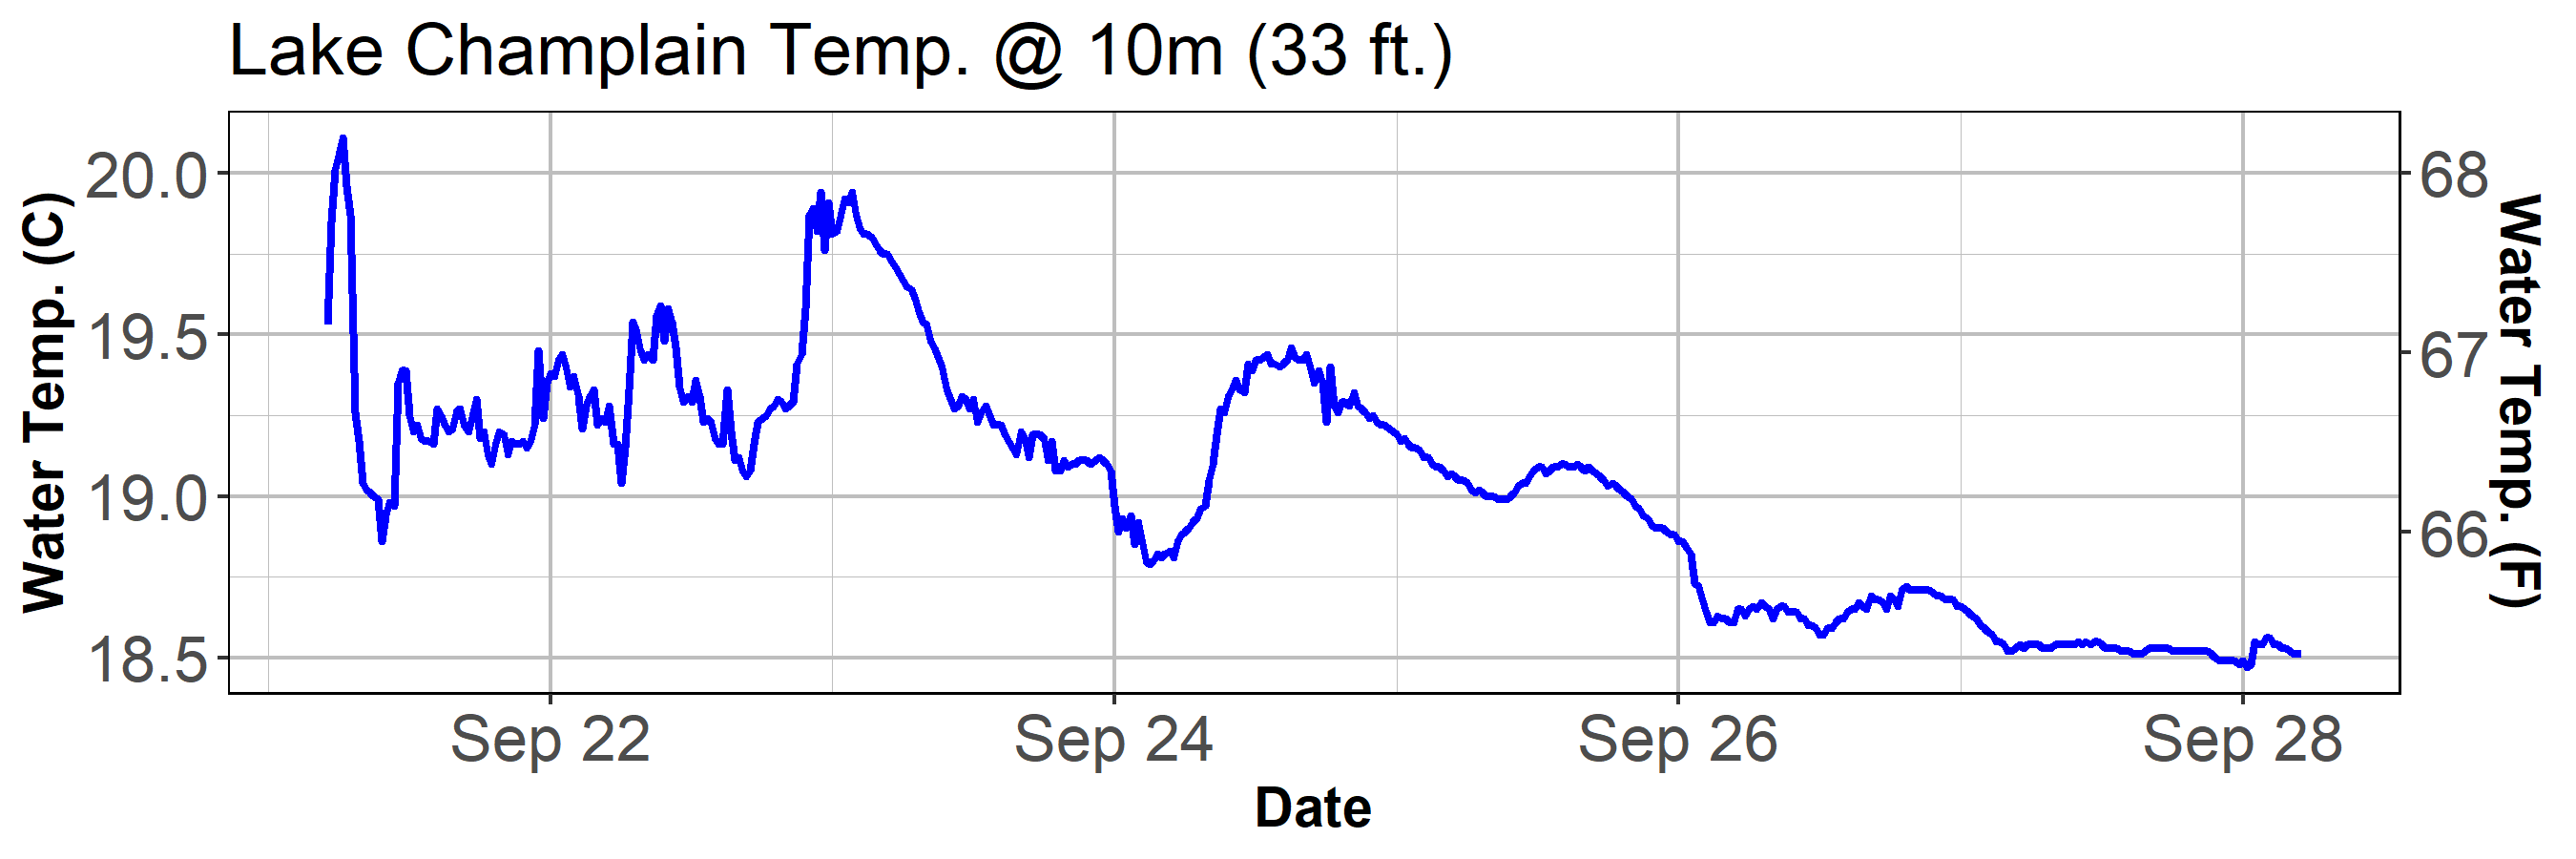 Lake Champlain Temp. @ 10m (33 ft.)
Water Temp. (C)
20.0
19.5
19.0
18.5
68
67
66
Water Temp. (F)
Sep 22 Sep 24 Sep 26 Sep 28
Date